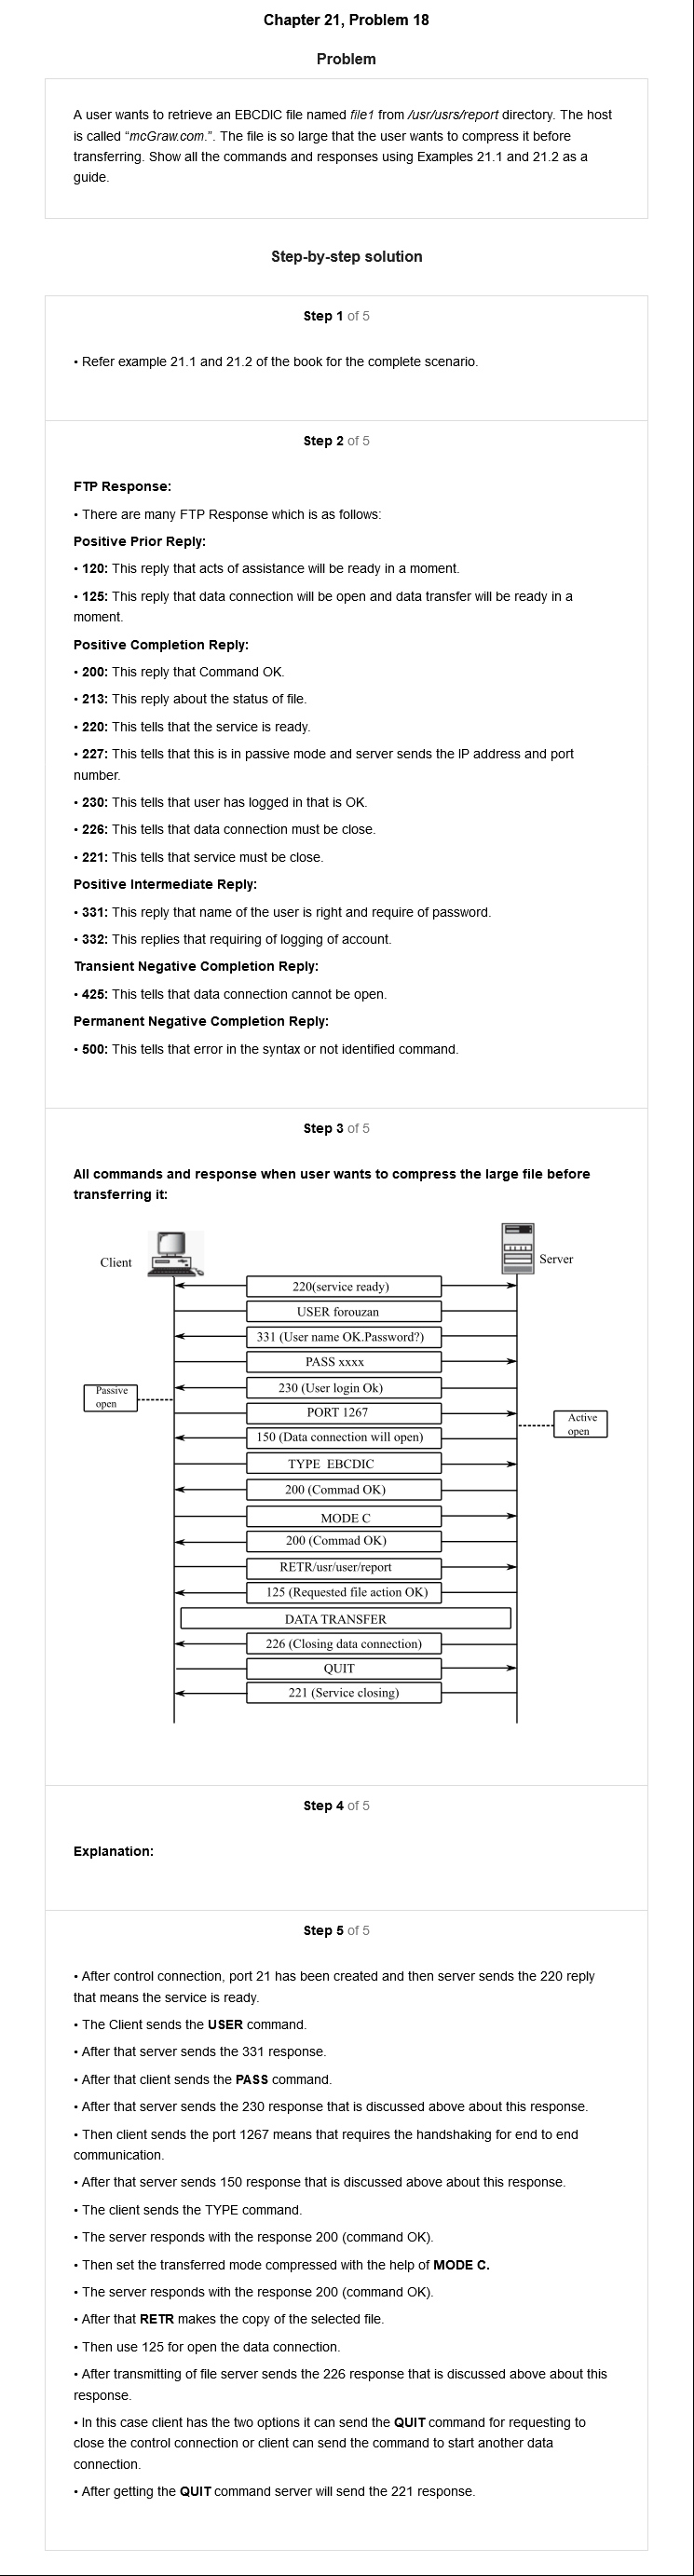 Chapter 21, Problem 18
Problem
A user wants to retrieve an EBCDIC file named file1 from /usr/usrs/report directory. The host
is called “mcGraw.com.”. The file is so large that the user wants to compress it before
transferring. Show all the commands and responses using Examples 21.1 and 21.2 as a
guide.
Step-by-step solution
Step 1 of 5
• Refer example 21.1 and 21.2 of the book for the complete scenario.
Step 2 of 5
FTP Response:
• There are many FTP Response which is as follows:
Positive Prior Reply:
• 120: This reply that acts of assistance will be ready in a moment.
• 125: This reply that data connection will be open and data transfer will be ready in a
moment.
Positive Completion Reply:
• 200: This reply that Command OK.
• 213: This reply about the status of file.
• 220: This tells that the service is ready.
• 227: This tells that this is in passive mode and server sends the IP address and port
number.
• 230: This tells that user has logged in that is OK.
• 226: This tells that data connection must be close.
• 221: This tells that service must be close.
Positive Intermediate Reply:
• 331: This reply that name of the user is right and require of password.
• 332: This replies that requiring of logging of account.
Transient Negative Completion Reply:
• 425: This tells that data connection cannot be open.
Permanent Negative Completion Reply:
• 500: This tells that error in the syntax or not identified command.
Step 3 of 5
All commands and response when user wants to compress the large file before
transferring it:
Client
Server
220(service ready)
USER forouzan
331 (User name OK.Password?)
PASS xxxx
230 (User login Ok)
Passive
open
PORT 1267
Active
open
150 (Data connection will open)
TYPE EBCDIC
200 (Commad OK)
MODE C
200 (Commad OK)
RETR/usr/user/report
125 (Requested file action OK)
DATA TRANSFER
226 (Closing data connection)
QUIT
221 (Service closing)
Step 4 of 5
Explanation:
Step 5 of 5
• After control connection, port 21 has been created and then server sends the 220 reply
that means the service is ready.
• The Client sends the USER command.
• After that server sends the 331 response.
• After that client sends the PASS command.
• After that server sends the 230 response that is discussed above about this response.
• Then client sends the port 1267 means that requires the handshaking for end to end
communication.
• After that server sends 150 response that is discussed above about this response.
• The client sends the TYPE command.
• The server responds with the response 200 (command OK).
• Then set the transferred mode compressed with the help of MODE C.
• The server responds with the response 200 (command OK).
• After that RETR makes the copy of the selected file.
• Then use 125 for open the data connection.
• After transmitting of file server sends the 226 response that is discussed above about this
response.
• In this case client has the two options it can send the QUIT command for requesting to
close the control connection or client can send the command to start another data
connection.
• After getting the QUIT command server will send the 221 response.